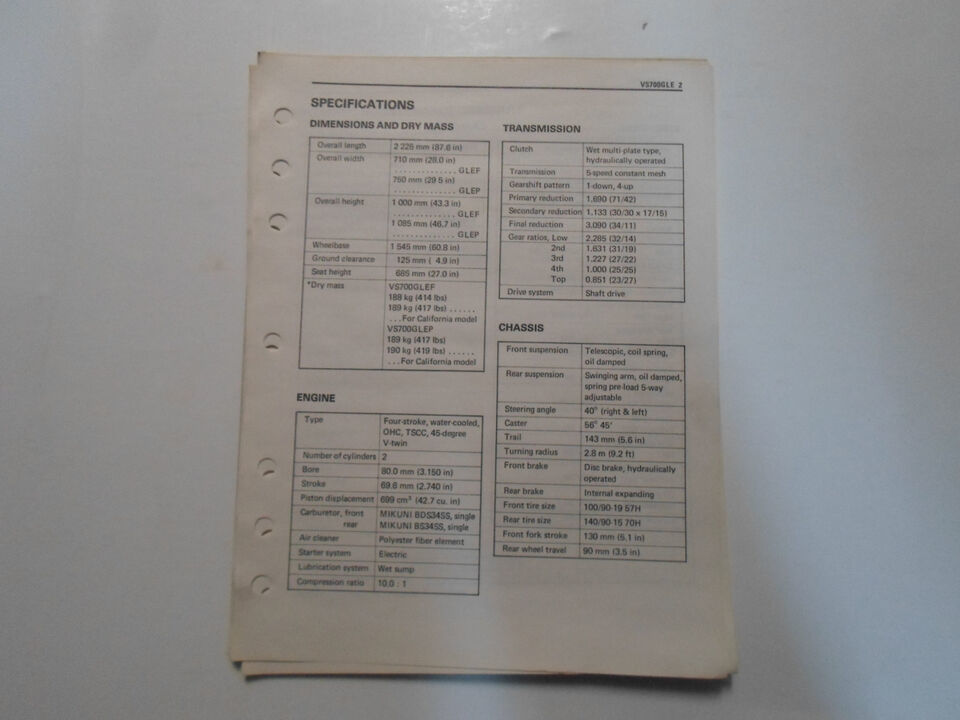 VS700GLE 2
SPECIFICATIONS
DIMENSIONS AND DRY MASS
Overall length 2 225 mm (87.6 in)
Overall width 710 mm (28.0 in)
.............. GLEF
750 mm (29.5 in)
.............. GLEP
Overall height 1 000 mm (43.3 in)
.............. GLEF
1 085 mm (46.7 in)
.............. GLEP
Wheelbase 1 545 mm (60.8 in)
Ground clearance 125 mm ( 4.9 in)
Seat height 685 mm (27.0 in)
*Dry mass VS700GLEF
188 kg (414 lbs)
189 kg (417 lbs) ......
...For California model
VS700GLEP
189 kg (417 lbs)
190 kg (419 lbs) ......
...For California model
ENGINE
Type Four-stroke, water-cooled,
OHC, TSCC, 45-degree
V-twin
Number of cylinders 2
Bore 80.0 mm (3.150 in)
Stroke 69.6 mm (2.740 in)
Piston displacement 699 cm³ (42.7 cu. in)
Carburetor, front MIKUNI BDS34SS, single
rear MIKUNI BS34SS, single
Air cleaner Polyester fiber element
Starter system Electric
Lubrication system Wet sump
Compression ratio 10.0 : 1
TRANSMISSION
Clutch Wet multi-plate type,
hydraulically operated
Transmission 5-speed constant mesh
Gearshift pattern 1-down, 4-up
Primary reduction 1.690 (71/42)
Secondary reduction 1.133 (30/30 x 17/15)
Final reduction 3.090 (34/11)
Gear ratios, Low 2.285 (32/14)
2nd 1.631 (31/19)
3rd 1.227 (27/22)
4th 1.000 (25/25)
Top 0.851 (23/27)
Drive system Shaft drive
CHASSIS
Front suspension Telescopic, coil spring,
oil damped
Rear suspension Swinging arm, oil damped,
spring pre-load 5-way
adjustable
Steering angle 40° (right & left)
Caster 56° 45'
Trail 143 mm (5.6 in)
Turning radius 2.8 m (9.2 ft)
Front brake Disc brake, hydraulically
operated
Rear brake Internal expanding
Front tire size 100/90-19 57H
Rear tire size 140/90-15 70H
Front fork stroke 130 mm (5.1 in)
Rear wheel travel 90 mm (3.5 in)